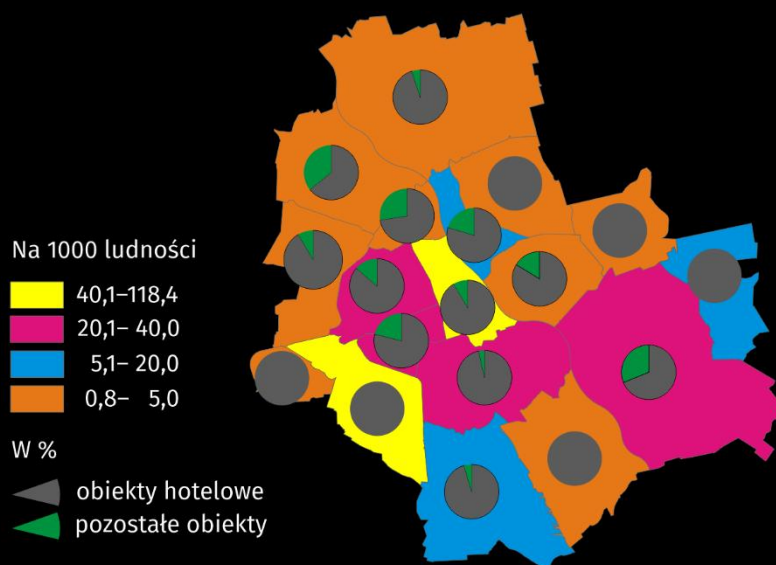 Na 1000 ludności
40,1–118,4
20,1– 40,0
5,1– 20,0
0,8– 5,0
W %
obiekty hotelowe
pozostałe obiekty